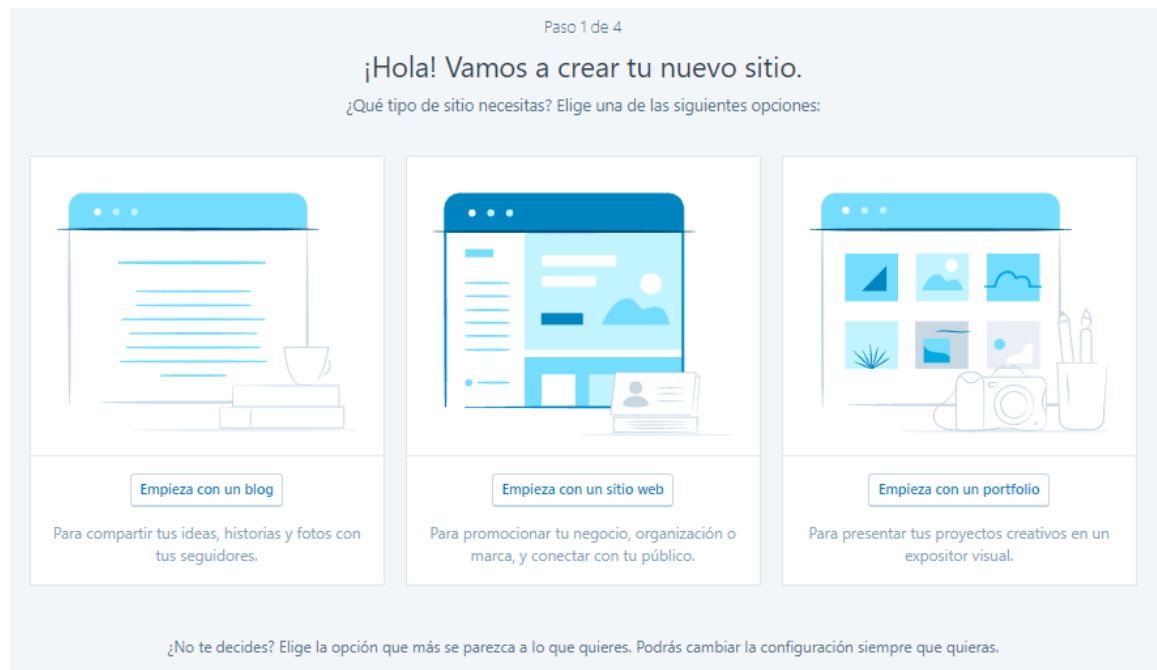 Paso 1 de 4
¡Hola! Vamos a crear tu nuevo sitio.
¿Qué tipo de sitio necesitas? Elige una de las siguientes opciones:
Empieza con un blog
Para compartir tus ideas, historias y fotos con
tus seguidores.
Empieza con un sitio web
Para promocionar tu negocio, organización o
marca, y conectar con tu público.
Empieza con un portfolio
Para presentar tus proyectos creativos en un
expositor visual.
¿No te decides? Elige la opción que más se parezca a lo que quieres. Podrás cambiar la configuración siempre que quieras.